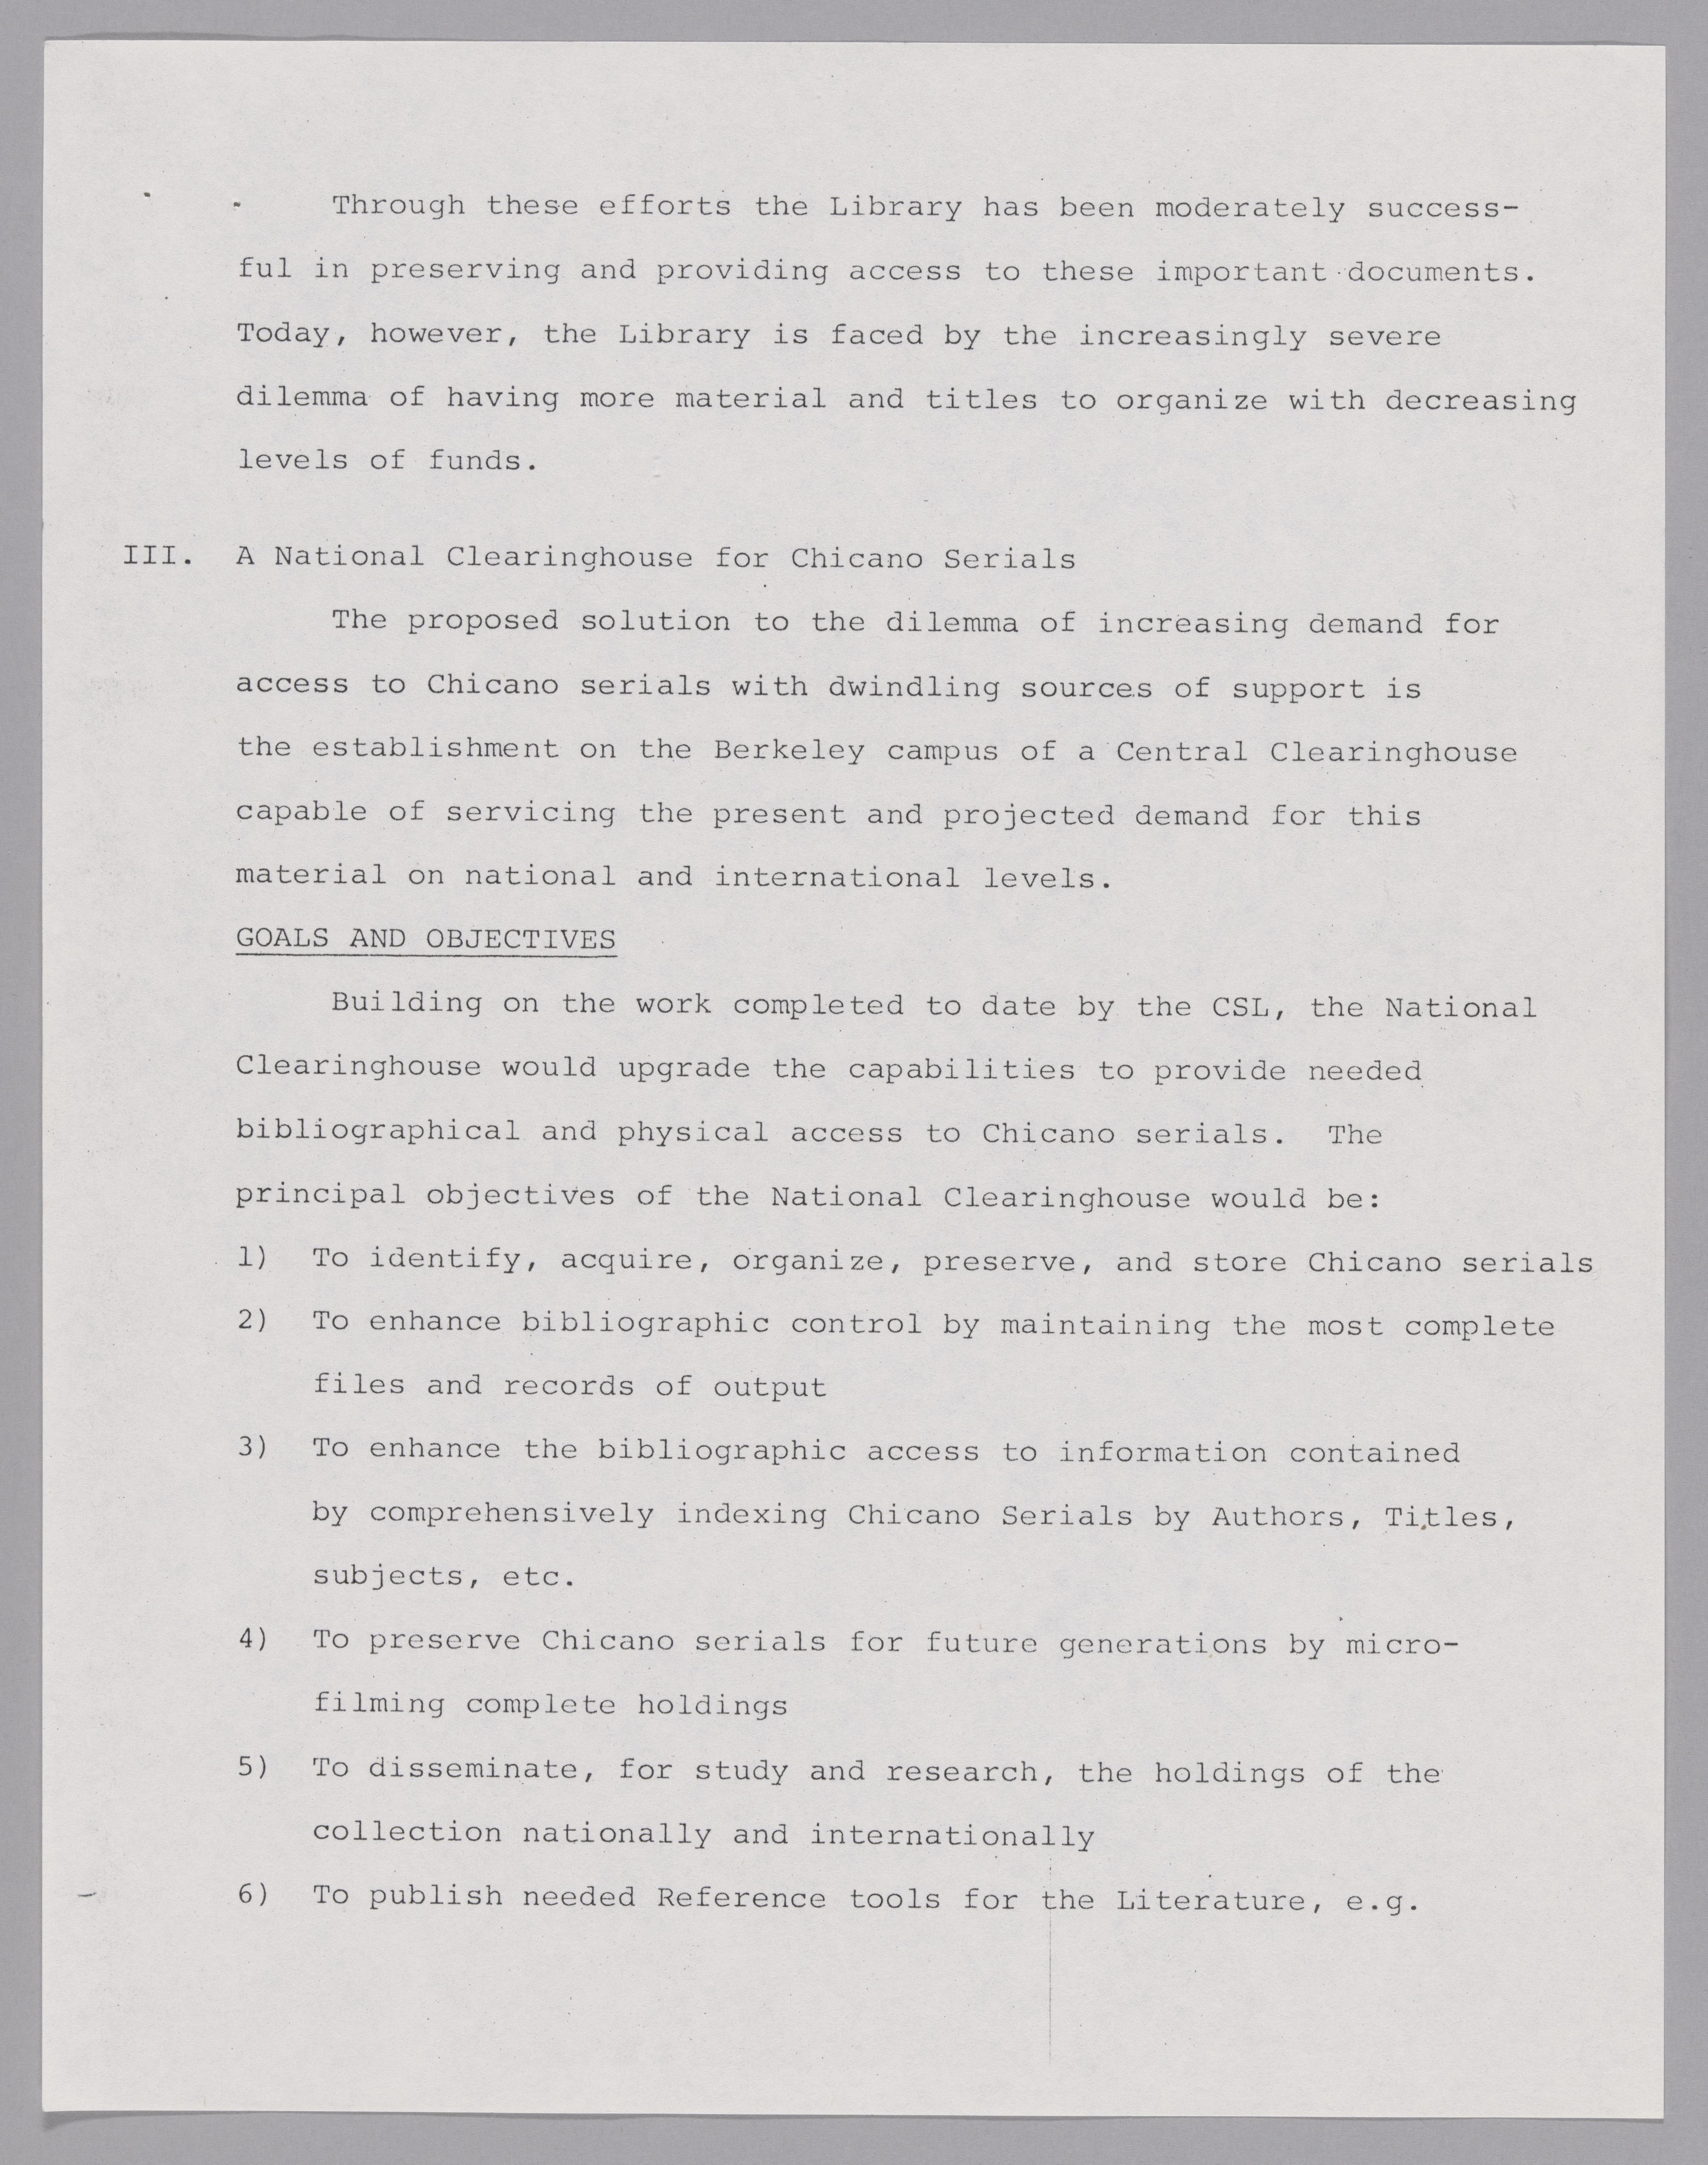 Through these efforts the Library has been moderately success-
ful in preserving and providing access to these important documents.
Today, however, the Library is faced by the increasingly severe
dilemma of having more material and titles to organize with decreasing
levels of funds.
III. A National Clearinghouse for Chicano Serials
The proposed solution to the dilemma of increasing demand for
access to Chicano serials with dwindling sources of support is
the establishment on the Berkeley campus of a Central Clearinghouse
capable of servicing the present and projected demand for this
material on national and international levels.
GOALS AND OBJECTIVES
Building on the work completed to date by the CSL, the National
Clearinghouse would upgrade the capabilities to provide needed
bibliographical and physical access to Chicano serials. The
principal objectives of the National Clearinghouse would be:
1) To identify, acquire, organize, preserve, and store Chicano serials
2) To enhance bibliographic control by maintaining the most complete
files and records of output
3) To enhance the bibliographic access to information contained
by comprehensively indexing Chicano Serials by Authors, Titles,
subjects, etc.
4) To preserve Chicano serials for future generations by micro-
filming complete holdings
5) To disseminate, for study and research, the holdings of the
collection nationally and internationally
6) To publish needed Reference tools for the Literature, e.g.